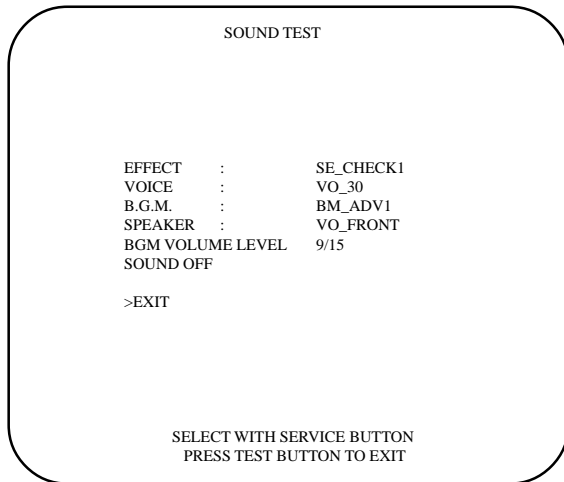 SOUND TEST
EFFECT : SE_CHECK1
VOICE : VO_30
B.G.M. : BM_ADV1
SPEAKER : VO_FRONT
BGM VOLUME LEVEL 9/15
SOUND OFF
>EXIT
SELECT WITH SERVICE BUTTON
PRESS TEST BUTTON TO EXIT